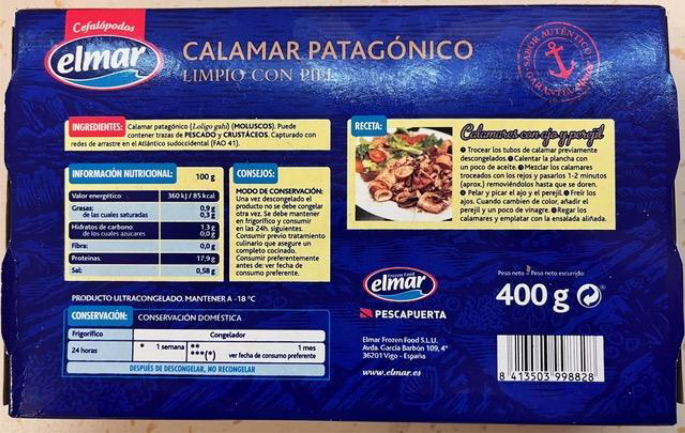 Cefalópodos
elmar
CALAMAR PATAGÓNICO
LIMPIO CON PIEL
SABOR AUTÉNTICO
GARANTÍA
INGREDIENTES: Calamar patagónico (Loligo gahi) (MOLUSCOS). Puede
contener trazas de PESCADO y CRUSTÁCEOS. Capturado con
redes de arrastre en el Atlántico sudoccidental (FAO 41).
INFORMACIÓN NUTRICIONAL: 100 g
Valor energético 360 kJ / 85 kcal
Grasas: 0,9 g
de las cuales saturadas 0,3 g
Hidratos de carbono: 1,3 g
de los cuales azucares 0,0 g
Fibra: 0,0 g
Proteínas: 17,9 g
Sal: 0,58 g
CONSEJOS:
MODO DE CONSERVACIÓN:
Una vez descongelado el
producto no se debe congelar
otra vez. Se debe mantener
en frigorífico y consumir
en las 24h. siguientes.
Consumir previo tratamiento
culinario que asegure un
completo cocinado.
Consumir preferentemente
antes de: ver fecha de
consumo preferente.
RECETA:
Calamares con ajo y perejil
Trocear los tubos de calamar previamente
descongelados. Calentar la plancha con
un poco de aceite. Mezclar los calamares
troceados con los rejos y pasarlos 1-2 minutos
(aprox.) removiéndolos hasta que se doren.
Pelar y picar el ajo y el perejil. Freír los
ajos. Cuando cambien de color, añadir el
perejil y un poco de vinagre. Regar los
calamares y emplatar con la ensalada aliñada.
PRODUCTO ULTRACONGELADO. MANTENER A -18 °C
CONSERVACIÓN: CONSERVACIÓN DOMÉSTICA
Frigorífico Congelador
24 horas * 1 semana ** 1 mes
***(*) ver fecha de consumo preferente
DESPUÉS DE DESCONGELAR, NO RECONGELAR
Frozen Food
elmar
PESCAPUERTA
Elmar Frozen Food S.L.U.
Avda. García Barbón 109, 4°
36201 Vigo - España
www.elmar.es
Peso neto = Peso neto escurrido
400 g
8 413503 998828